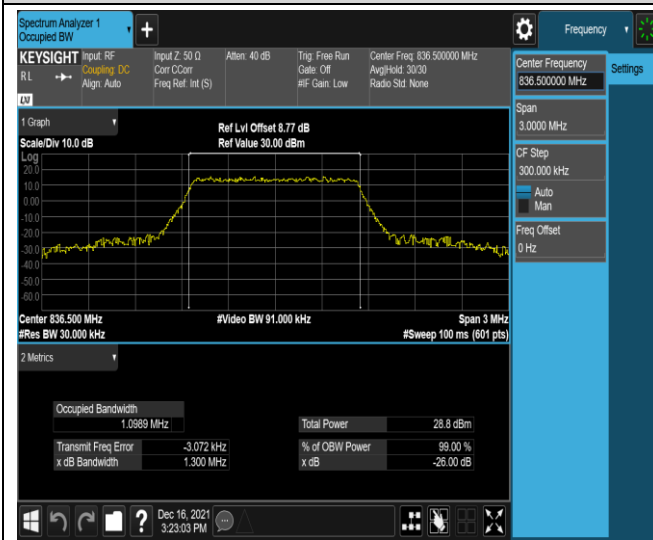 Spectrum Analyzer 1
Occupied BW
+
Frequency
KEYSIGHT
RL
LXI
Input: RF
Coupling: DC
Align: Auto
Input Z: 50 Ω
Corr CCorr
Freq Ref: Int (S)
Atten: 40 dB
Trig: Free Run
Gate: Off
#IF Gain: Low
Center Freq: 836.500000 MHz
Avg|Hold: 30/30
Radio Std: None
Center Frequency
836.500000 MHz
Settings
Span
3.0000 MHz
CF Step
300.000 kHz
Auto
Man
Freq Offset
0 Hz
1 Graph
Scale/Div 10.0 dB
Ref Lvl Offset 8.77 dB
Ref Value 30.00 dBm
Log
20.0
10.0
0.00
-10.0
-20.0
-30.0
-40.0
-50.0
-60.0
Center 836.500 MHz
#Video BW 91.000 kHz
Span 3 MHz
#Res BW 30.000 kHz
#Sweep 100 ms (601 pts)
2 Metrics
Occupied Bandwidth
1.0989 MHz
Total Power 28.8 dBm
Transmit Freq Error -3.072 kHz
% of OBW Power 99.00 %
x dB Bandwidth 1.300 MHz
x dB -26.00 dB
?
Dec 16, 2021
3:23:03 PM